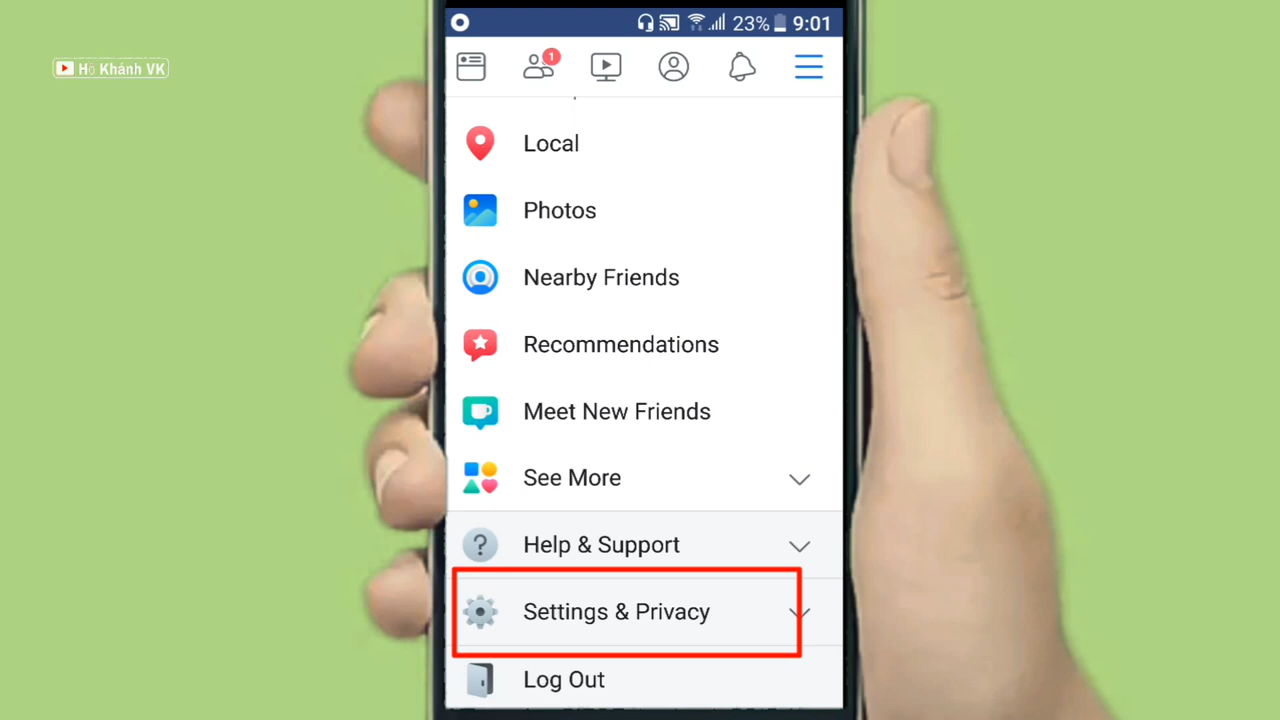 Hồ Khánh VK
23% 9:01
1
Local
Photos
Nearby Friends
Recommendations
Meet New Friends
See More
? Help & Support
Settings & Privacy
Log Out